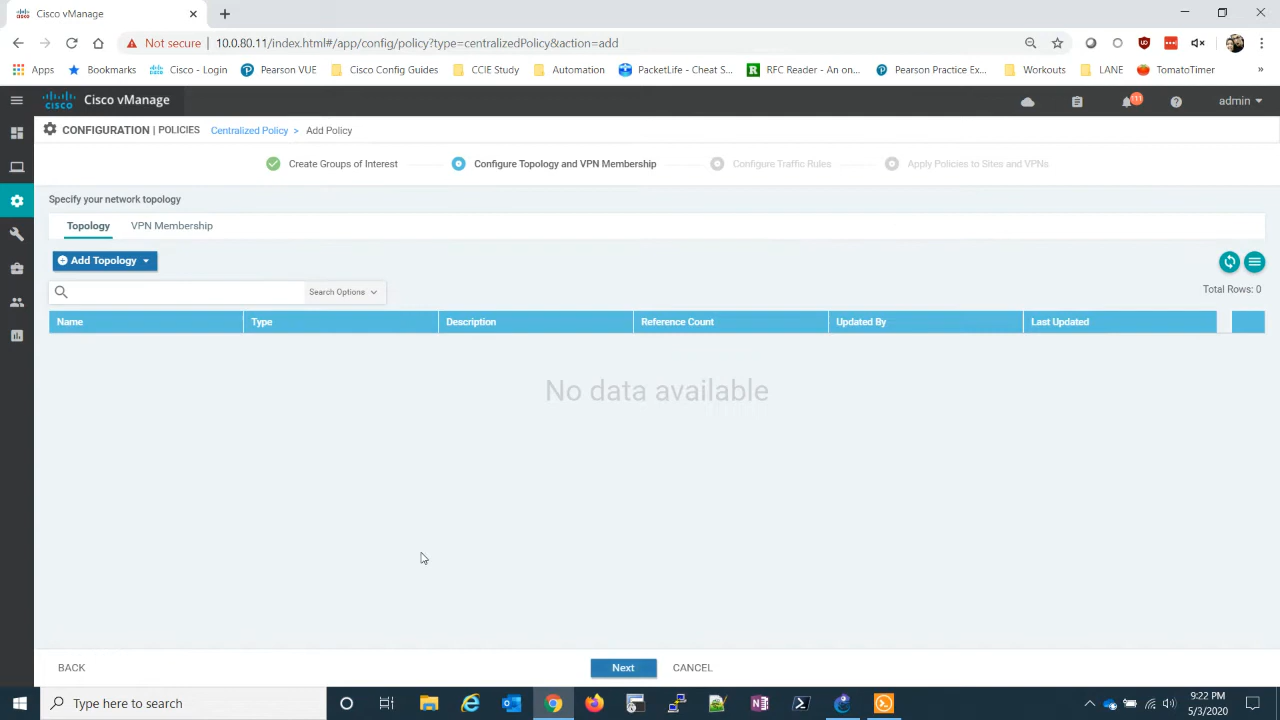 Cisco vManage
Not secure | 10.0.80.11/index.html#/app/config/policy?type=centralizedPolicy&action=add
Apps Bookmarks Cisco - Login Pearson VUE Cisco Config Guides CCIE Study Automation PacketLife - Cheat S... RFC Reader - An on... Pearson Practice Ex... Workouts LANE TomatoTimer »
Cisco vManage 111 admin
CONFIGURATION | POLICIES Centralized Policy > Add Policy
Create Groups of Interest Configure Topology and VPN Membership Configure Traffic Rules Apply Policies to Sites and VPNs
Specify your network topology
Topology VPN Membership
Add Topology
Search Options
Total Rows: 0
Name Type Description Reference Count Updated By Last Updated
No data available
BACK Next CANCEL
Type here to search
9:22 PM
5/3/2020